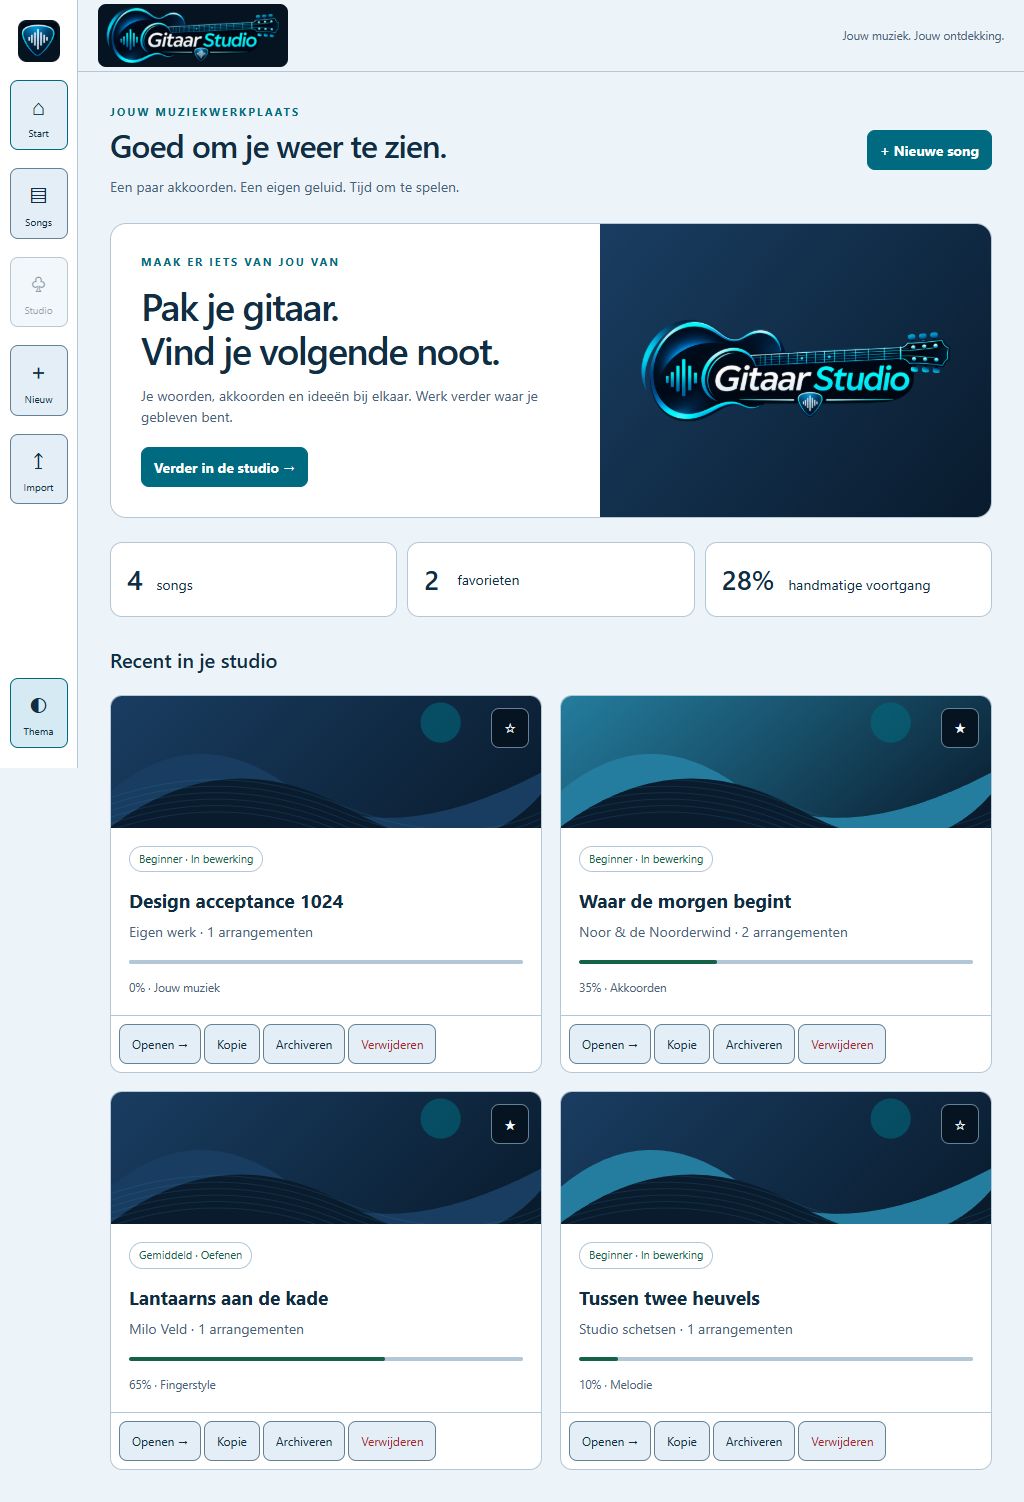 Gitaar Studio
Jouw muziek. Jouw ontdekking.
Start
Songs
Studio
+
Nieuw
Import
Thema
JOUW MUZIEKWERKPLAATS
Goed om je weer te zien.
Een paar akkoorden. Een eigen geluid. Tijd om te spelen.
+ Nieuwe song
MAAK ER IETS VAN JOU VAN
Pak je gitaar.
Vind je volgende noot.
Je woorden, akkoorden en ideeën bij elkaar. Werk verder waar je
gebleven bent.
Verder in de studio →
Gitaar Studio
4 songs
2 favorieten
28% handmatige voortgang
Recent in je studio
☆
Beginner · In bewerking
Design acceptance 1024
Eigen werk · 1 arrangementen
0% · Jouw muziek
Openen → Kopie Archiveren Verwijderen
★
Beginner · In bewerking
Waar de morgen begint
Noor & de Noorderwind · 2 arrangementen
35% · Akkoorden
Openen → Kopie Archiveren Verwijderen
★
Gemiddeld · Oefenen
Lantaarns aan de kade
Milo Veld · 1 arrangementen
65% · Fingerstyle
Openen → Kopie Archiveren Verwijderen
☆
Beginner · In bewerking
Tussen twee heuvels
Studio schetsen · 1 arrangementen
10% · Melodie
Openen → Kopie Archiveren Verwijderen